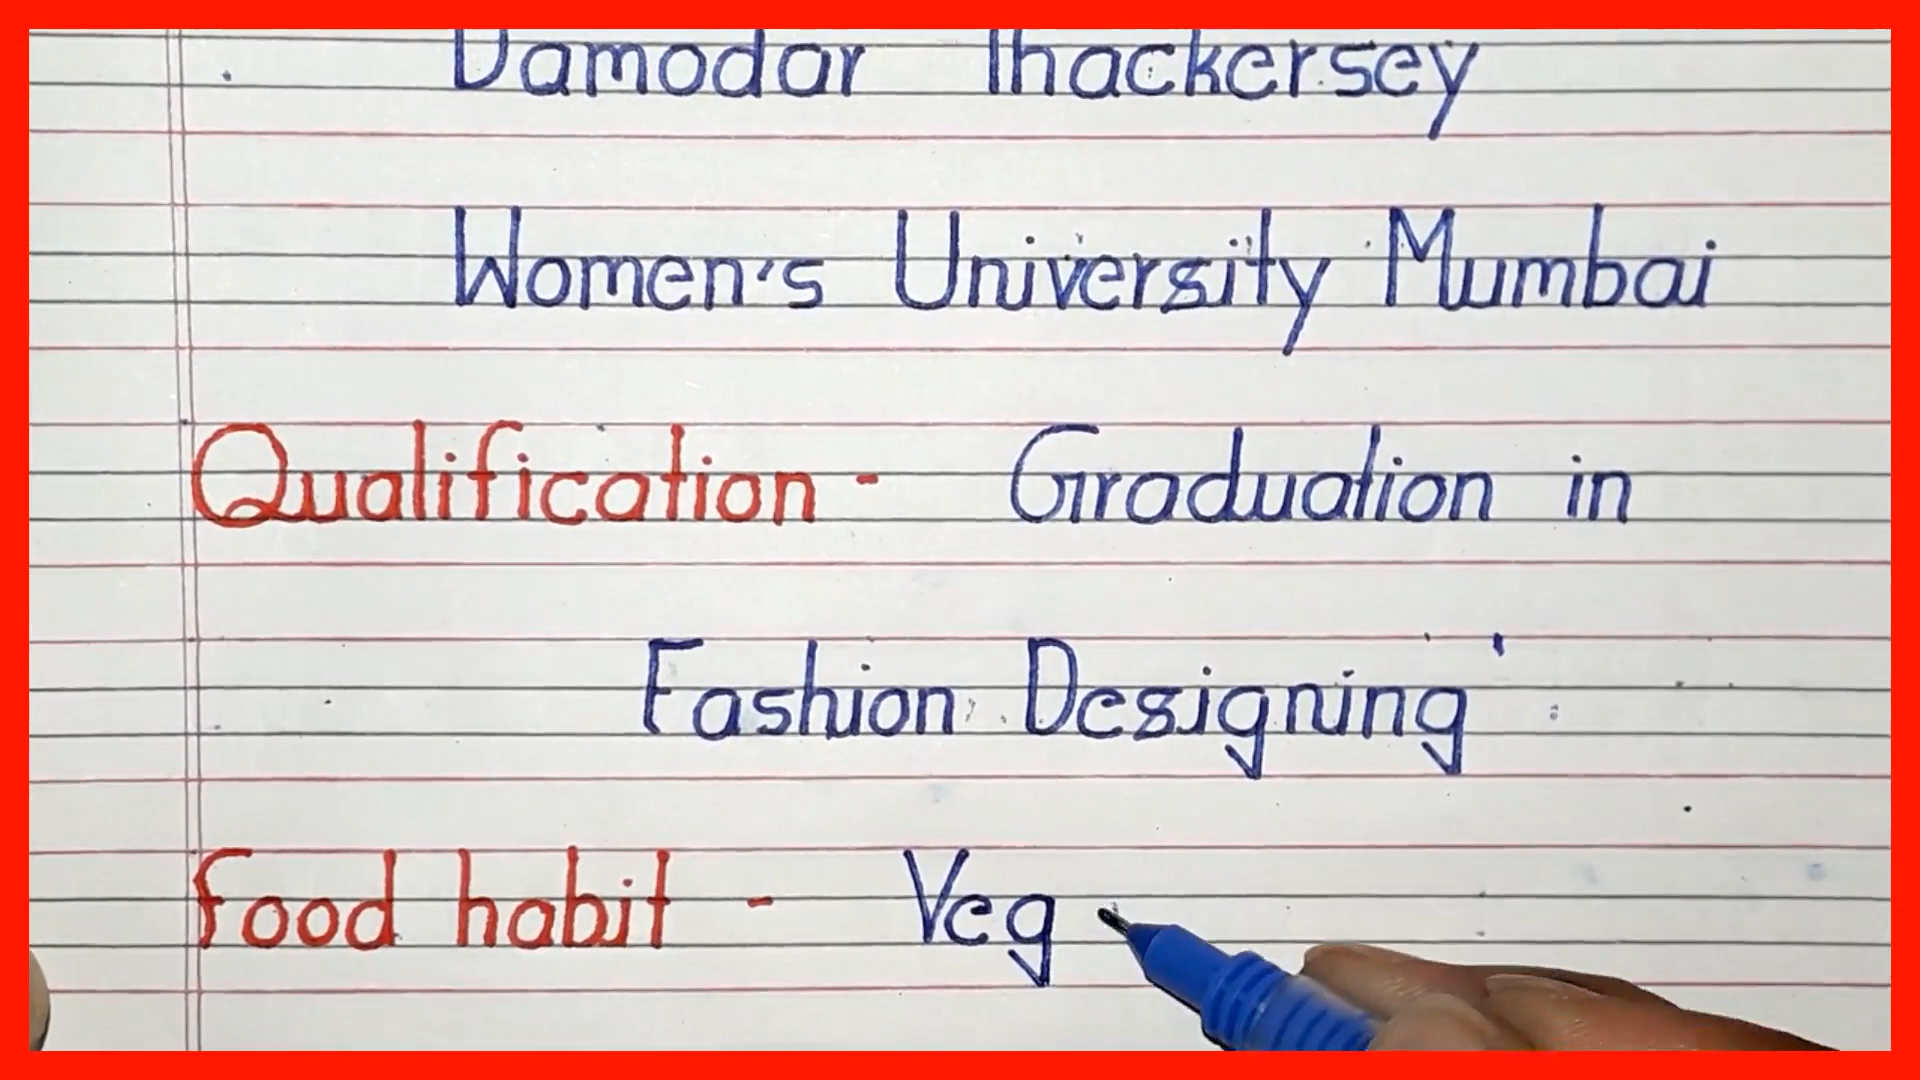 Damodar Thackersey
Women's University Mumbai
Qualification - Graduation in
Fashion Designing
Food habit - Veg